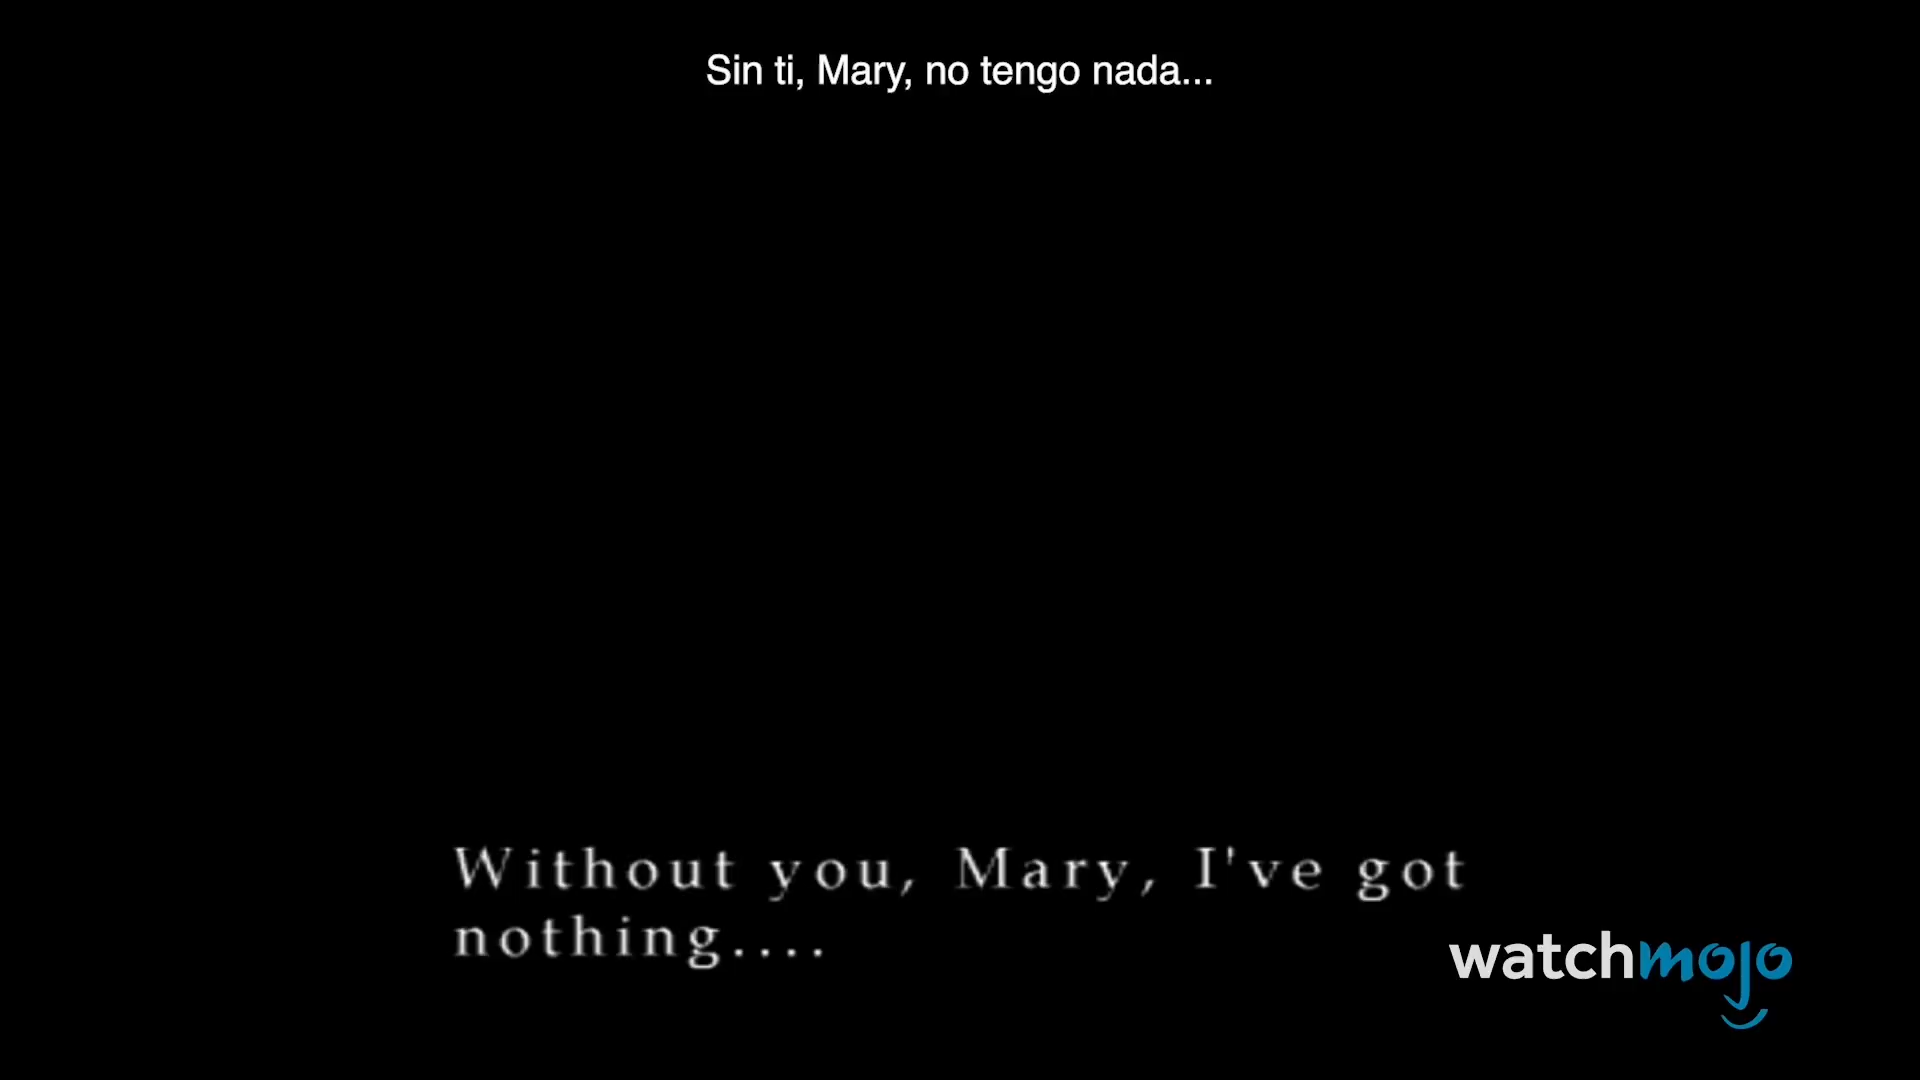 Sin ti, Mary, no tengo nada...
Without you, Mary, I've got
nothing....
watchmojo